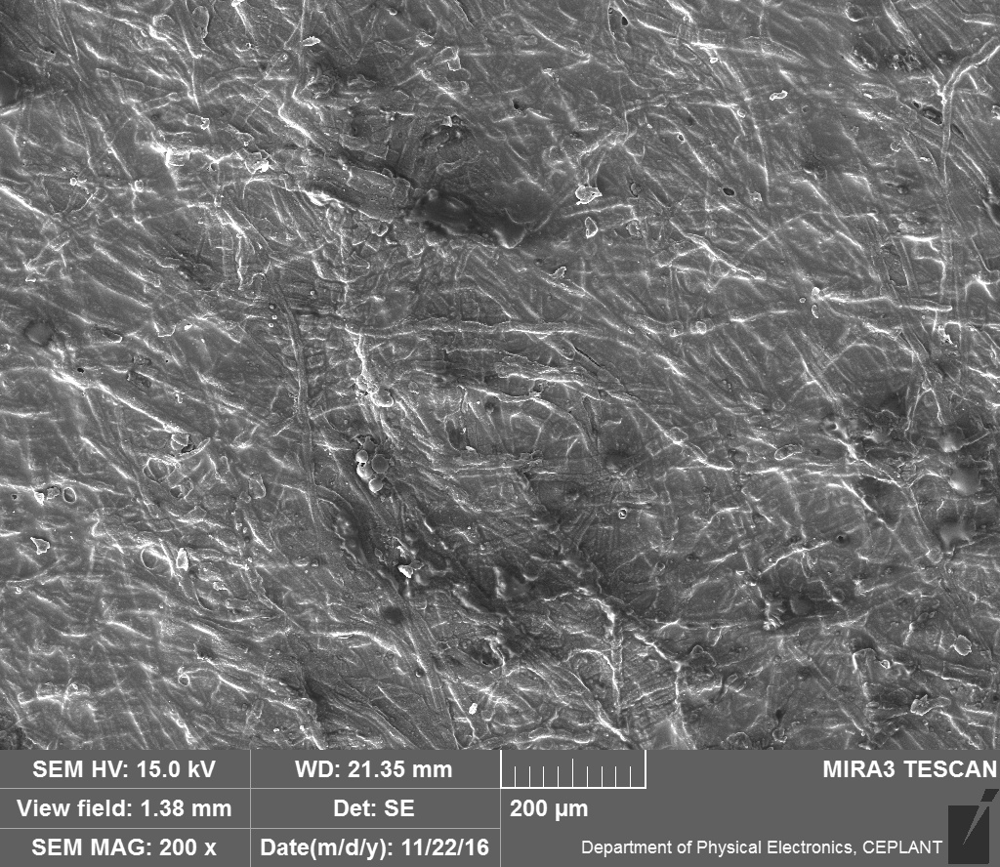 SEM HV: 15.0 kV
WD: 21.35 mm
MIRA3 TESCAN
View field: 1.38 mm
Det: SE
200 µm
SEM MAG: 200 x
Date(m/d/y): 11/22/16
Department of Physical Electronics, CEPLANT